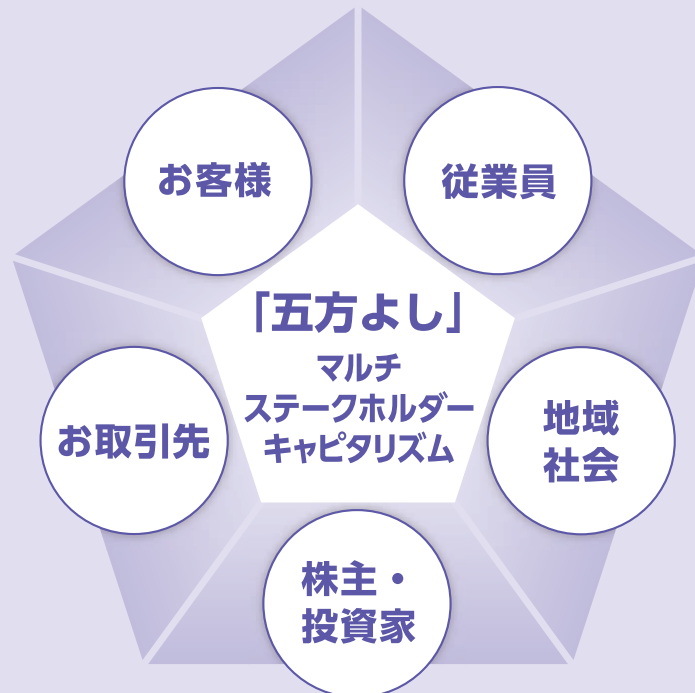 お客様
従業員
「五方よし」
マルチ
ステークホルダー
キャピタリズム
お取引先
地域
社会
株主・
投資家